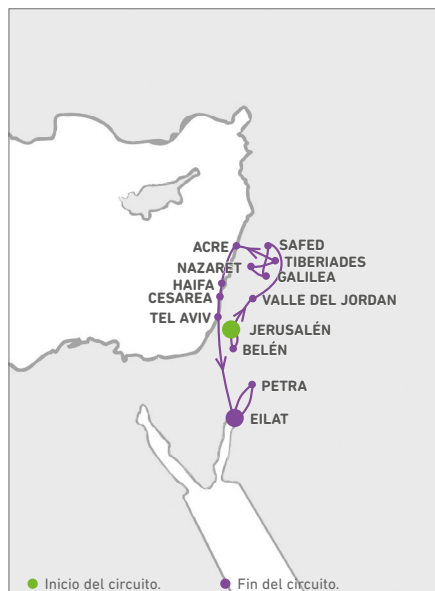 ACRE
SAFED
TIBERIADES
NAZARET
GALILEA
HAIFA
CESAREA
VALLE DEL JORDAN
TEL AVIV
JERUSALÉN
BELÉN
PETRA
EILAT
Inicio del circuito.
Fin del circuito.